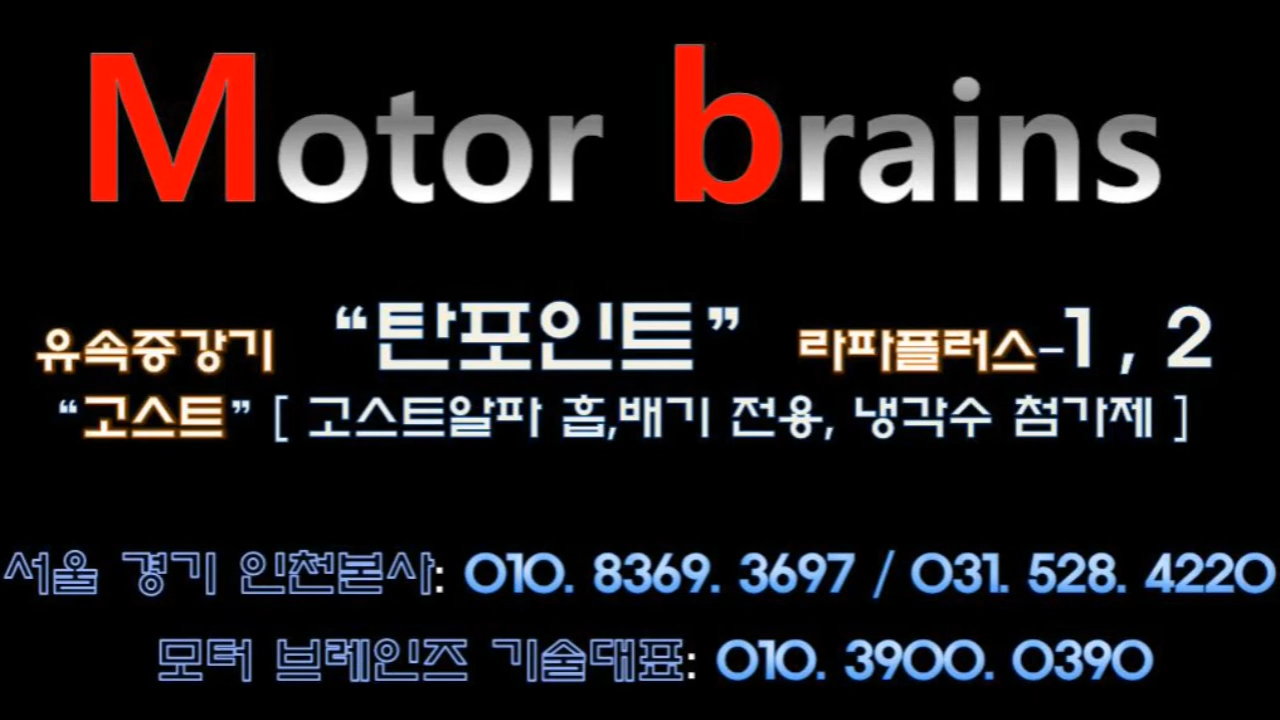 Motor brains
유속증강기 “탄포인트” 라파플러스-1 , 2
“고스트” [ 고스트알파 흡,배기 전용, 냉각수 첨가제 ]
서울 경기 인천본사: 010. 8369. 3697 / 031. 528. 4220
모터 브레인즈 기술대표: 010. 3900. 0390